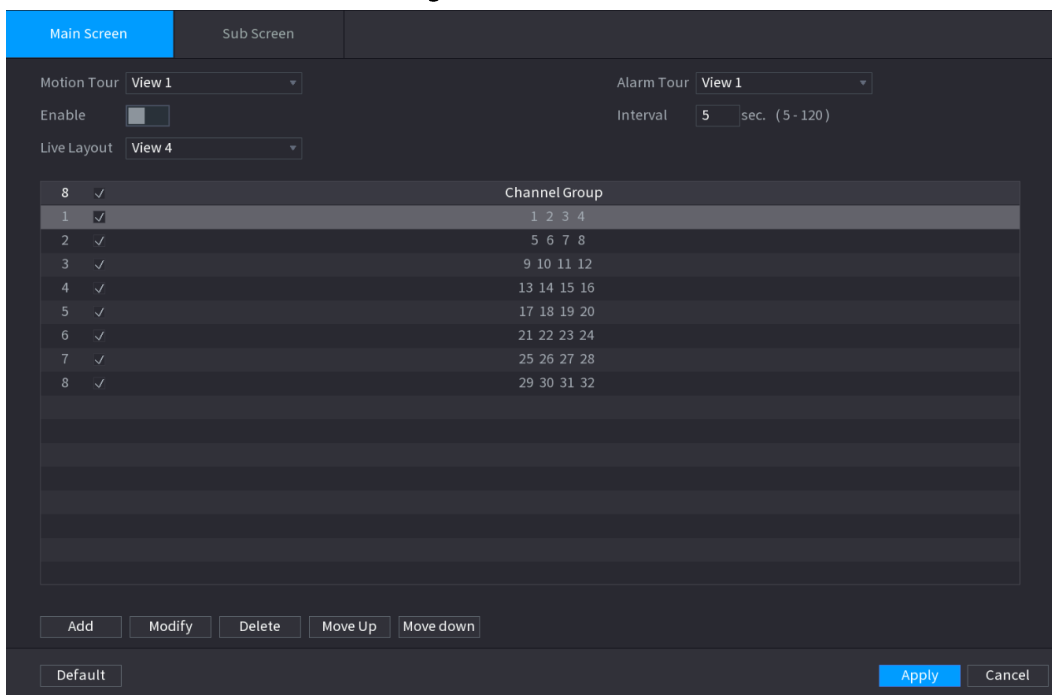 Main Screen Sub Screen
Motion Tour View 1 Alarm Tour View 1
Enable Interval 5 sec. (5-120)
Live Layout View 4
8 Channel Group
1 1 2 3 4
2 5 6 7 8
3 9 10 11 12
4 13 14 15 16
5 17 18 19 20
6 21 22 23 24
7 25 26 27 28
8 29 30 31 32
Add Modify Delete Move Up Move down
Default Apply Cancel